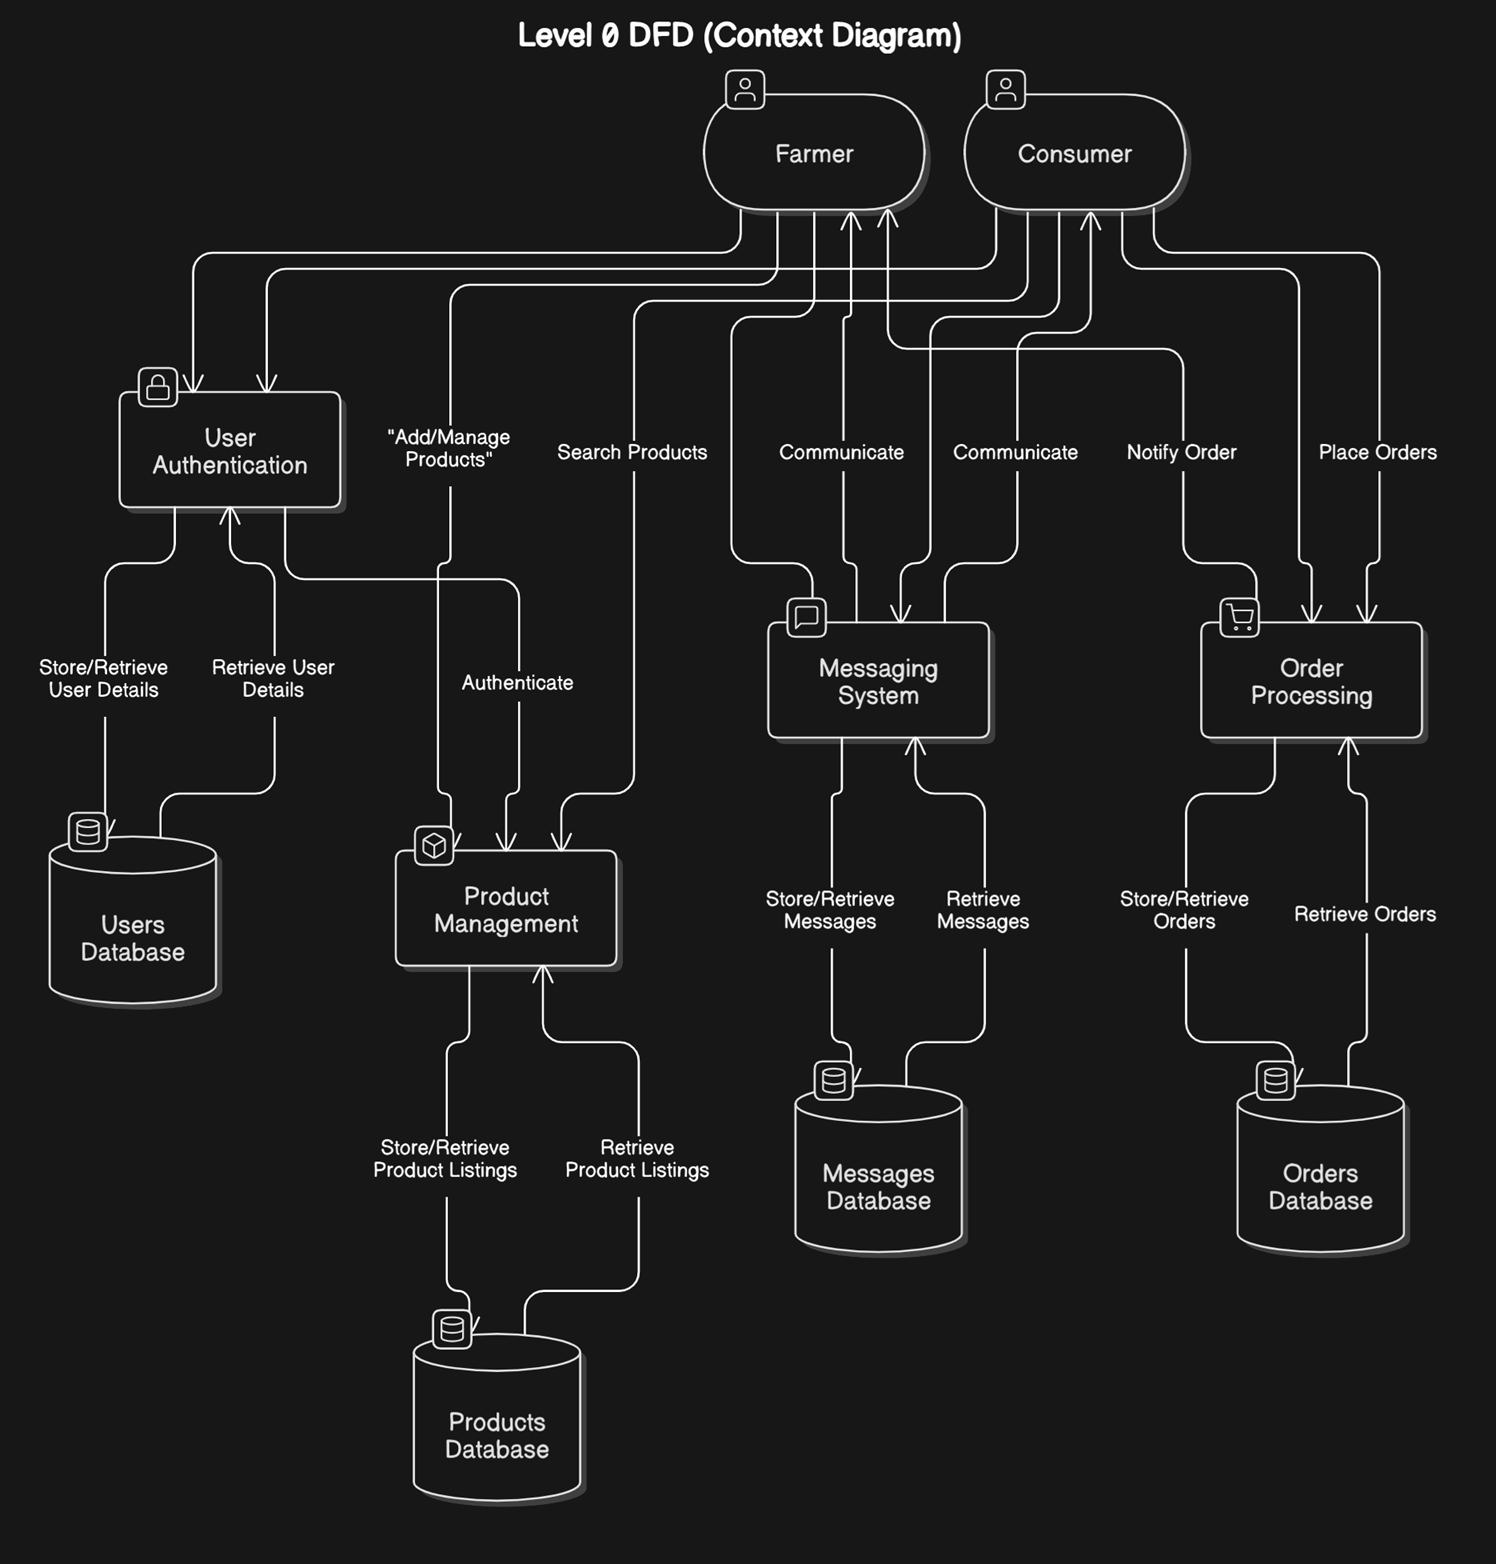 Level 0 DFD (Context Diagram)
Farmer
Consumer
User
Authentication
"Add/Manage
Products"
Search Products
Communicate
Communicate
Notify Order
Place Orders
Store/Retrieve
User Details
Retrieve User
Details
Authenticate
Messaging
System
Order
Processing
Users
Database
Product
Management
Store/Retrieve
Messages
Retrieve
Messages
Store/Retrieve
Orders
Retrieve Orders
Store/Retrieve
Product Listings
Retrieve
Product Listings
Messages
Database
Orders
Database
Products
Database